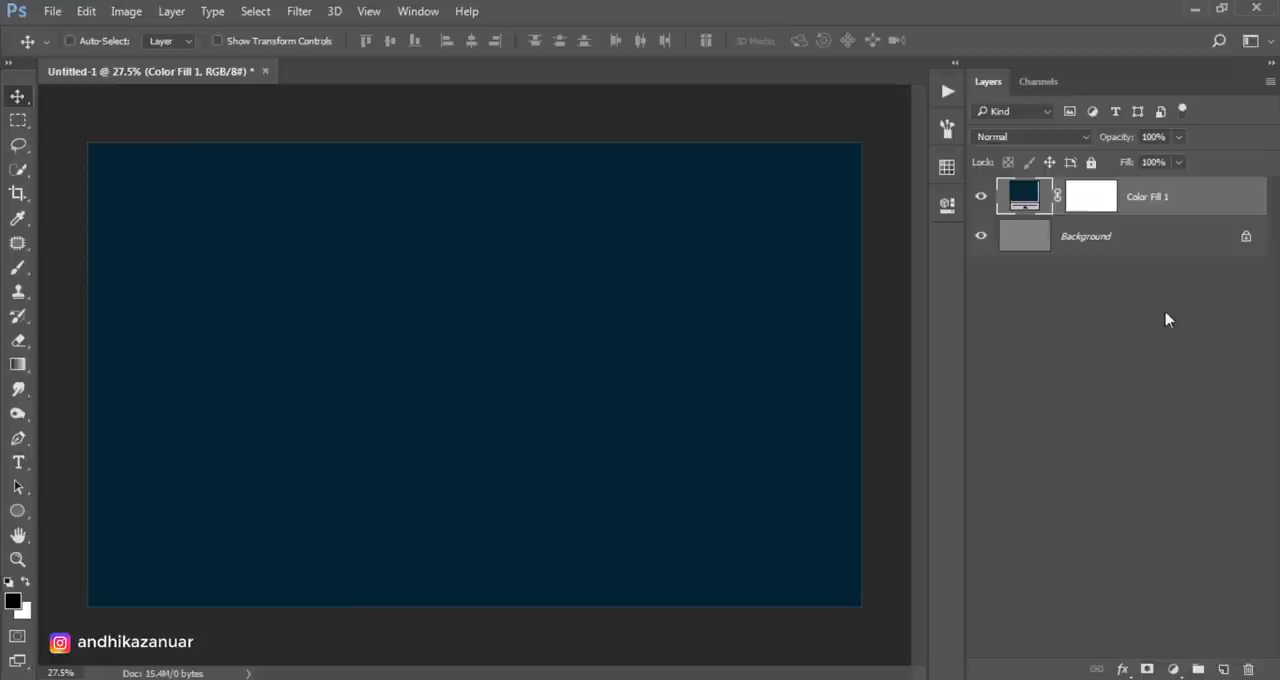 Ps File Edit Image Layer Type Select Filter 3D View Window Help
Auto-Select: Layer Show Transform Controls 3D Mode:
Untitled-1 @ 27.5% (Color Fill 1, RGB/8#) *
Layers Channels
Kind
Normal Opacity: 100%
Lock: Fill: 100%
Color Fill 1
Background
andhikazanuar
27.5% Doc: 15.4M/0 bytes
fx